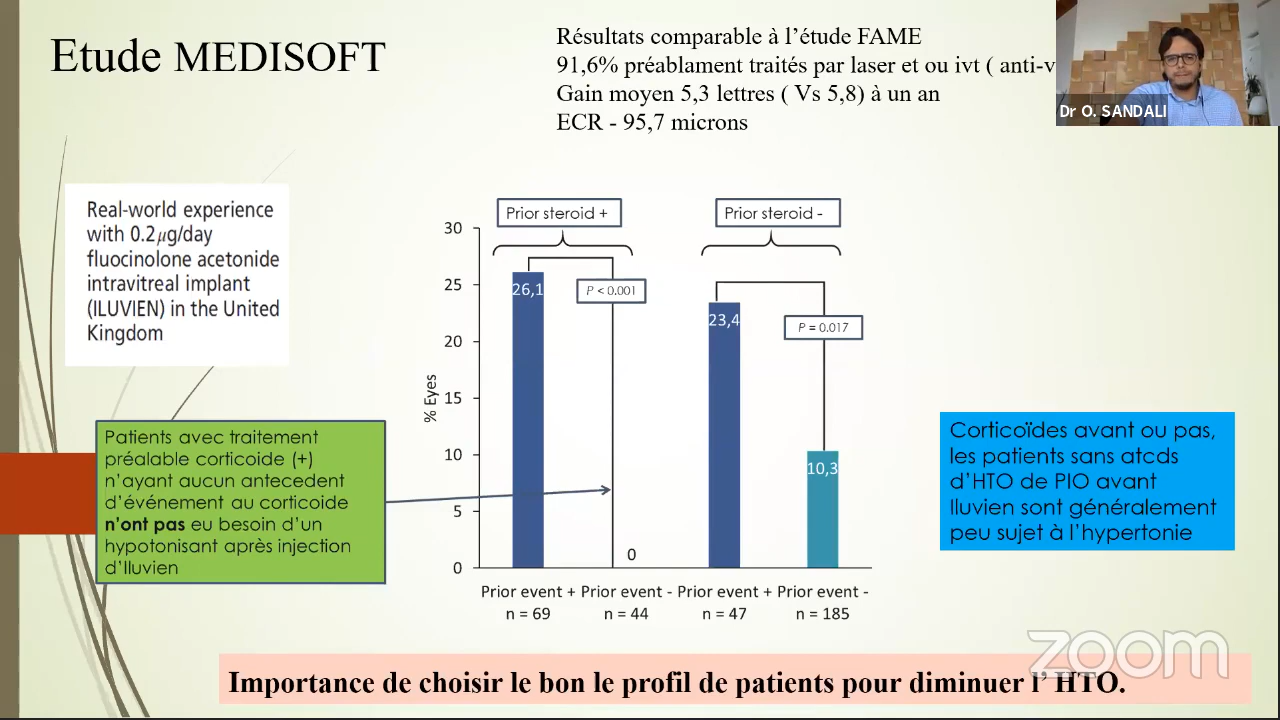 Etude MEDISOFT
Résultats comparable à l’étude FAME
91,6% préablament traités par laser et ou ivt ( anti-v
Gain moyen 5,3 lettres ( Vs 5,8) à un an
ECR - 95,7 microns
Dr O. SANDALI
Real-world experience
with 0.2µg/day
fluocinolone acetonide
intravitreal implant
(ILUVIEN) in the United
Kingdom
Patients avec traitement
préalable corticoide (+)
n’ayant aucun antecedent
d’événement au corticoide
n’ont pas eu besoin d’un
hypotonisant après injection
d’Iluvien
Prior steroid +
Prior steroid -
% Eyes
30
25
20
15
10
5
0
26,1
P < 0.001
0
23,4
P = 0.017
10,3
Prior event + Prior event - Prior event + Prior event -
n = 69 n = 44 n = 47 n = 185
Corticoïdes avant ou pas,
les patients sans atcds
d’HTO de PIO avant
Iluvien sont généralement
peu sujet à l’hypertonie
zoom
Importance de choisir le bon le profil de patients pour diminuer l’ HTO.